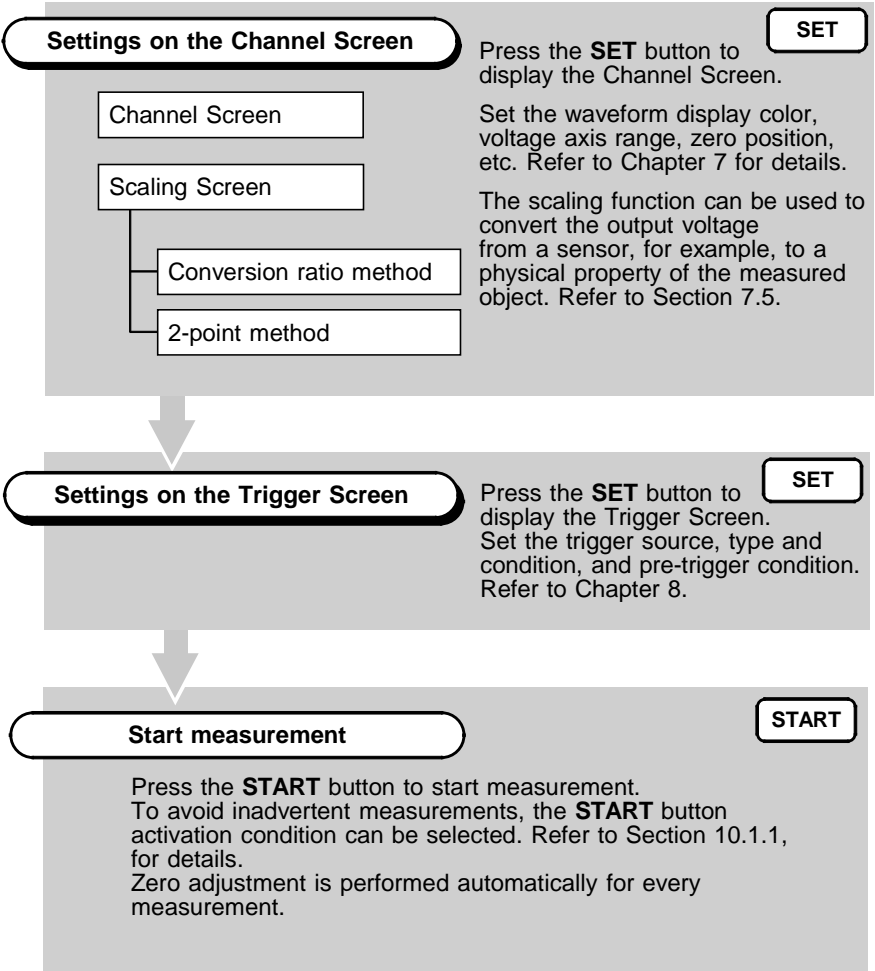 Settings on the Channel Screen
SET
Press the SET button to
display the Channel Screen.
Channel Screen
Set the waveform display color,
voltage axis range, zero position,
etc. Refer to Chapter 7 for details.
Scaling Screen
The scaling function can be used to
convert the output voltage
from a sensor, for example, to a
physical property of the measured
object. Refer to Section 7.5.
Conversion ratio method
2-point method
Settings on the Trigger Screen
SET
Press the SET button to
display the Trigger Screen.
Set the trigger source, type and
condition, and pre-trigger condition.
Refer to Chapter 8.
Start measurement
START
Press the START button to start measurement.
To avoid inadvertent measurements, the START button
activation condition can be selected. Refer to Section 10.1.1,
for details.
Zero adjustment is performed automatically for every
measurement.